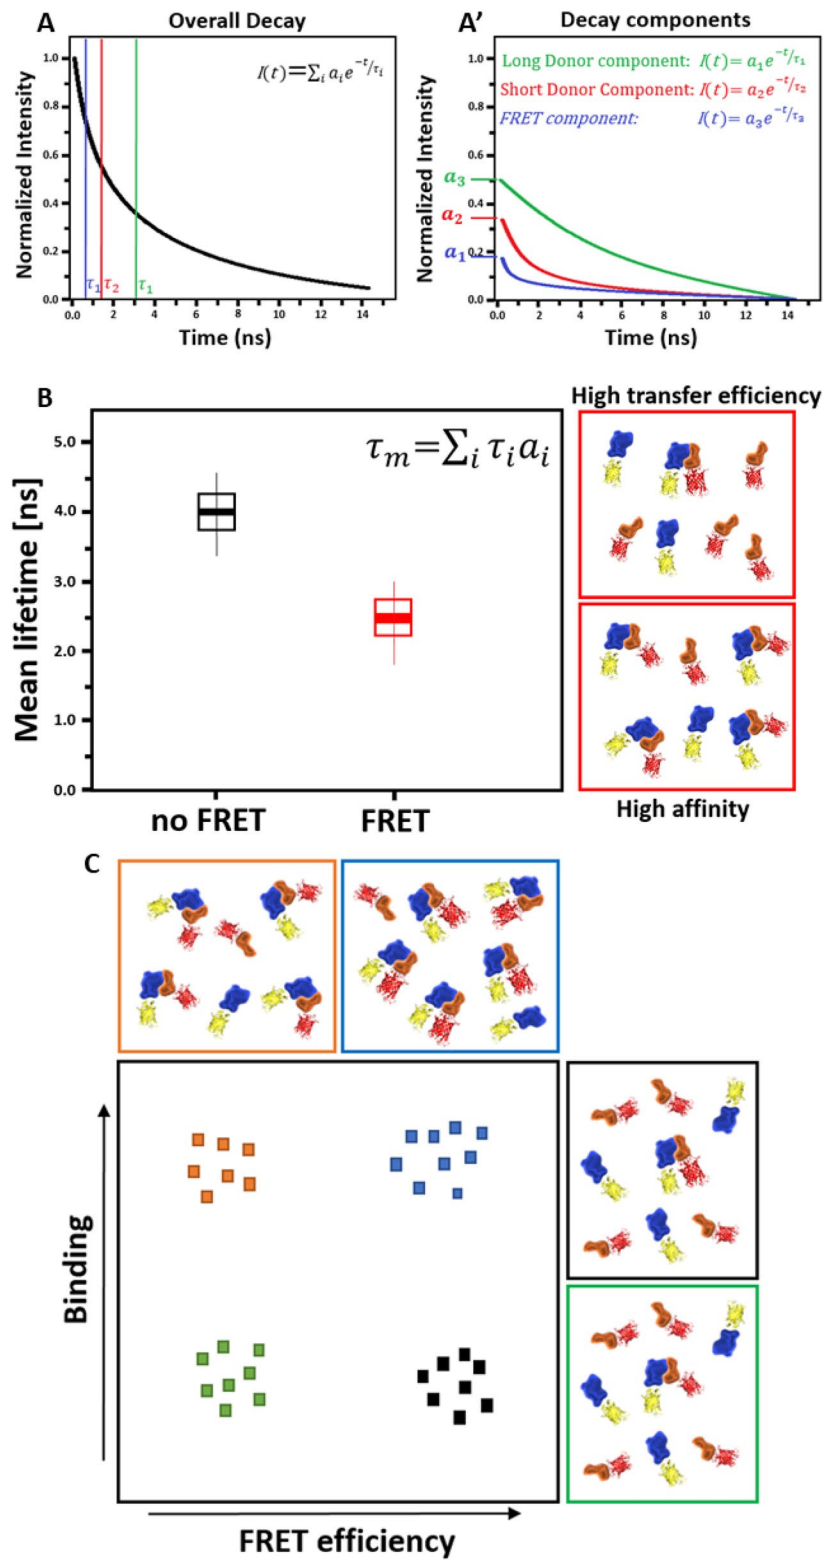 A
Overall Decay
Normalized Intensity
1.0
0.8
0.6
0.4
0.2
0.0
I(t)=∑ᵢ aᵢe^−t/τᵢ
τ₁ τ₂ τ₁
0.0 2 4 6 8 10 12 14
Time (ns)
A’
Decay components
Normalized Intensity
1.0
0.8
0.6
0.4
0.2
0.0
Long Donor component: I(t)= a₁e^−t/τ₁
Short Donor Component: I(t)= a₂e^−t/τ₂
FRET component: I(t)= a₃e^−t/τ₃
a₃
a₂
a₁
0.0 2 4 6 8 10 12 14
Time (ns)
B
Mean lifetime [ns]
5.0
4.0
3.0
2.0
1.0
0.0
τₘ=∑ᵢ τᵢaᵢ
no FRET FRET
High transfer efficiency
High affinity
C
Binding
FRET efficiency